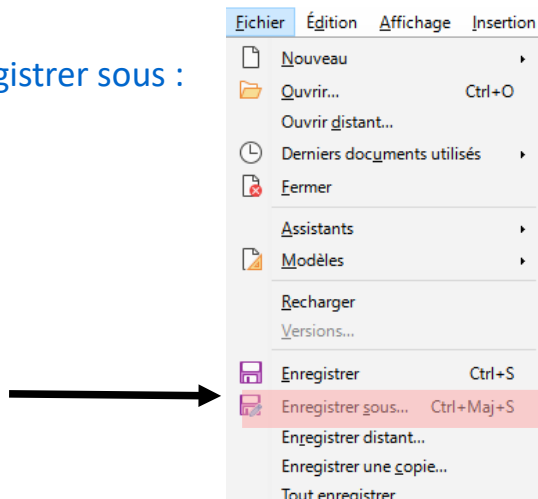 Fichier Édition Affichage Insertion
gistrer sous :
Nouveau
Ouvrir... Ctrl+O
Ouvrir distant...
Derniers documents utilisés
Fermer
Assistants
Modèles
Recharger
Versions...
Enregistrer Ctrl+S
Enregistrer sous... Ctrl+Maj+S
Enregistrer distant...
Enregistrer une copie...
Tout enregistrer